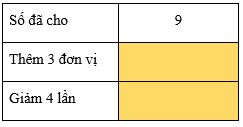 Số đã cho 9
Thêm 3 đơn vị
Giảm 4 lần